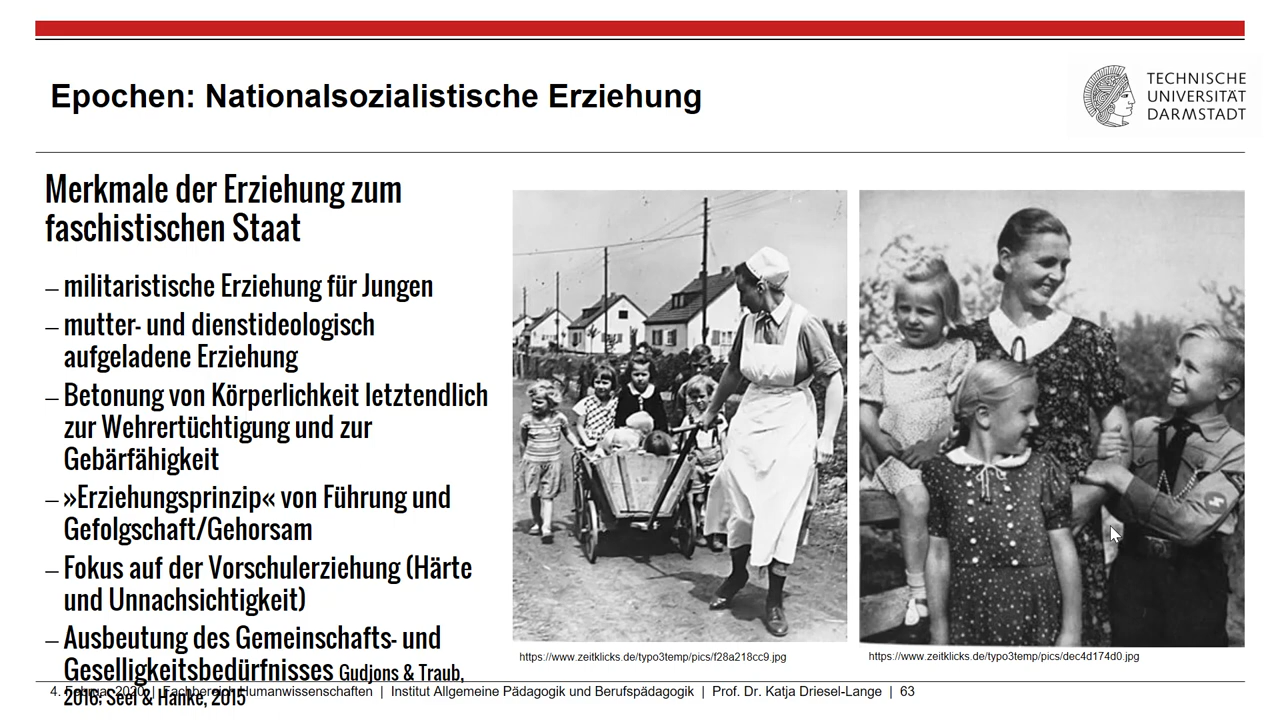 Epochen: Nationalsozialistische Erziehung
TECHNISCHE
UNIVERSITÄT
DARMSTADT
Merkmale der Erziehung zum
faschistischen Staat
– militaristische Erziehung für Jungen
– mutter- und dienstideologisch
aufgeladene Erziehung
– Betonung von Körperlichkeit letztendlich
zur Wehrertüchtigung und zur
Gebärfähigkeit
– »Erziehungsprinzip« von Führung und
Gefolgschaft/Gehorsam
– Fokus auf der Vorschulerziehung (Härte
und Unnachsichtigkeit)
– Ausbeutung des Gemeinschafts- und
Geselligkeitsbedürfnisses Gudjons & Traub,
2016; Seel & Hanke, 2015
https://www.zeitklicks.de/typo3temp/pics/f28a218cc9.jpg
https://www.zeitklicks.de/typo3temp/pics/dec4d174d0.jpg
4. Februar 2020 | Fachbereich Humanwissenschaften | Institut Allgemeine Pädagogik und Berufspädagogik | Prof. Dr. Katja Driesel-Lange | 63